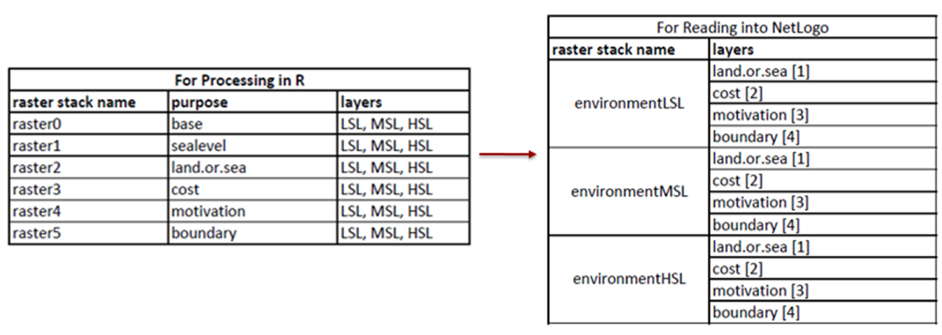 For Processing in R
raster stack name purpose layers
raster0 base LSL, MSL, HSL
raster1 sealevel LSL, MSL, HSL
raster2 land.or.sea LSL, MSL, HSL
raster3 cost LSL, MSL, HSL
raster4 motivation LSL, MSL, HSL
raster5 boundary LSL, MSL, HSL
For Reading into NetLogo
raster stack name layers
environmentLSL
land.or.sea [1]
cost [2]
motivation [3]
boundary [4]
environmentMSL
land.or.sea [1]
cost [2]
motivation [3]
boundary [4]
environmentHSL
land.or.sea [1]
cost [2]
motivation [3]
boundary [4]